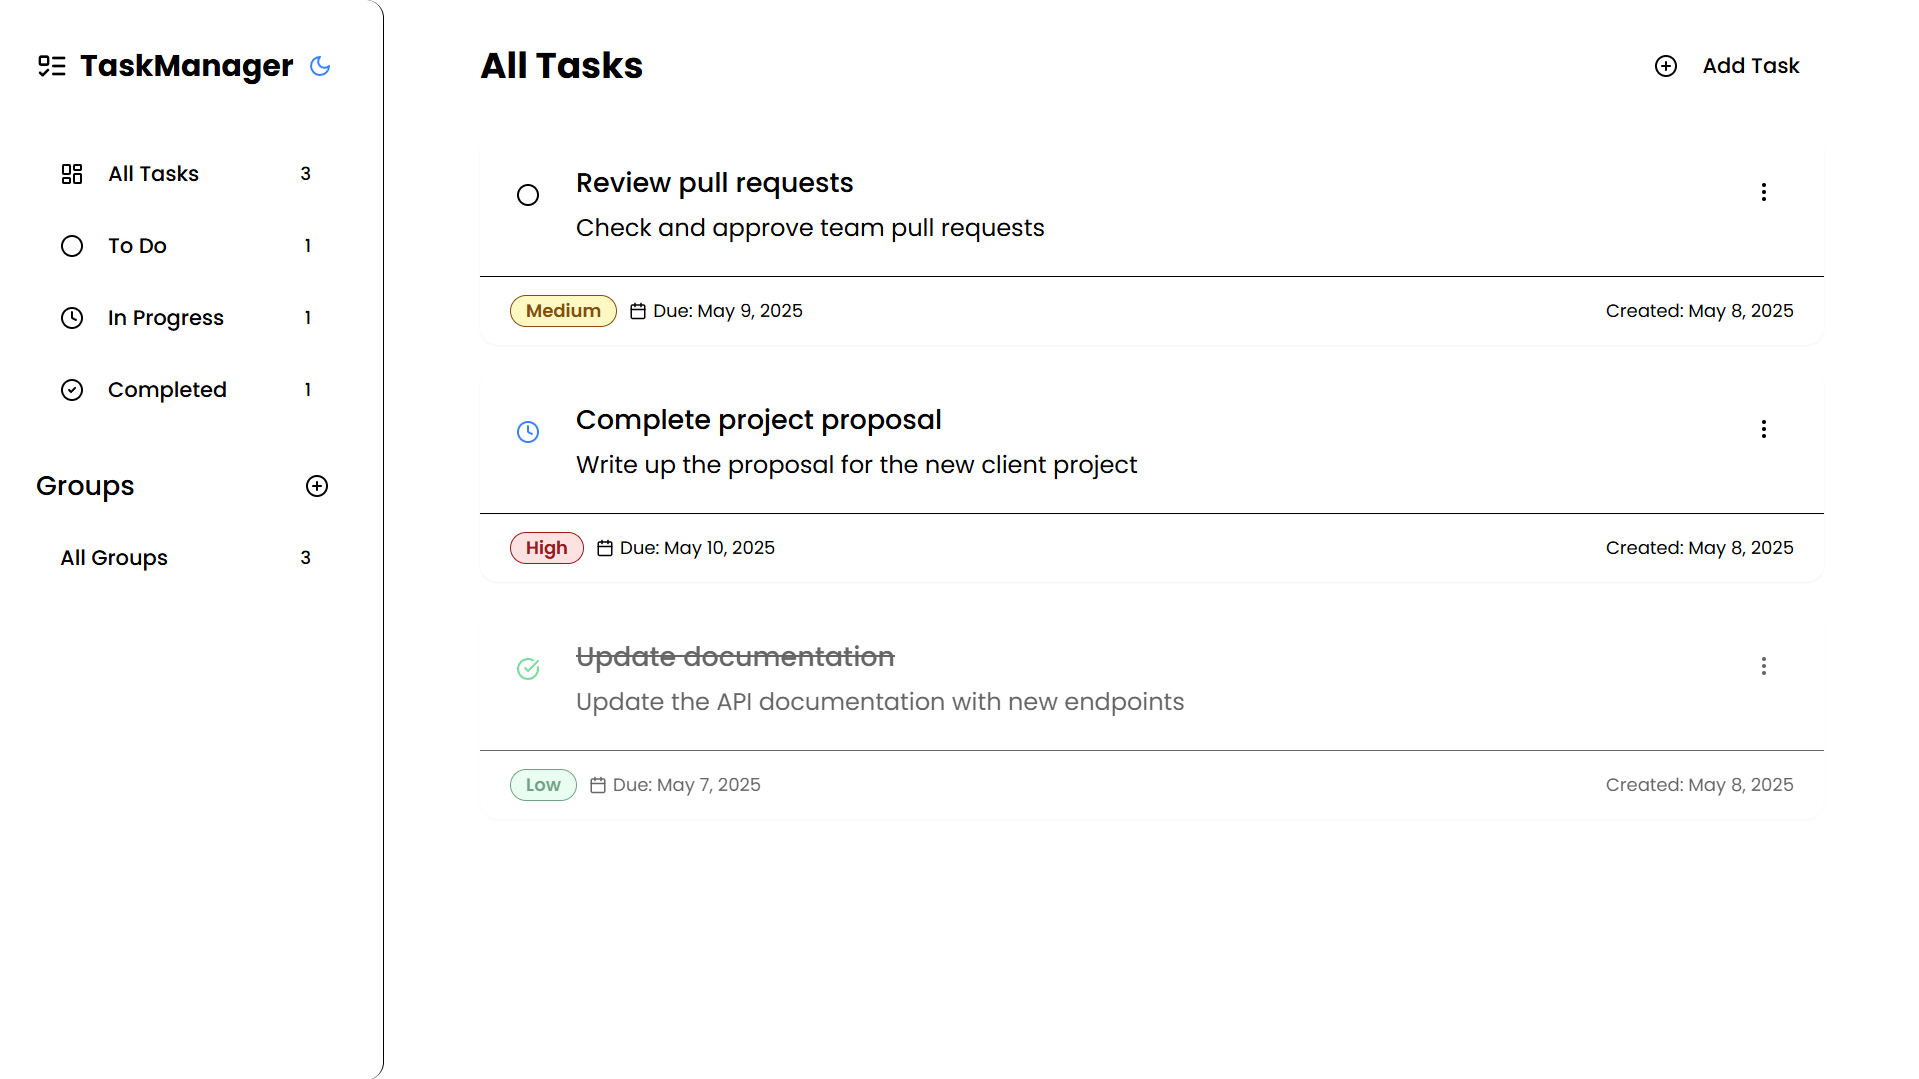 TaskManager
All Tasks 3
To Do 1
In Progress 1
Completed 1
Groups
All Groups 3
All Tasks
Add Task
Review pull requests
Check and approve team pull requests
Medium Due: May 9, 2025 Created: May 8, 2025
Complete project proposal
Write up the proposal for the new client project
High Due: May 10, 2025 Created: May 8, 2025
Update documentation
Update the API documentation with new endpoints
Low Due: May 7, 2025 Created: May 8, 2025